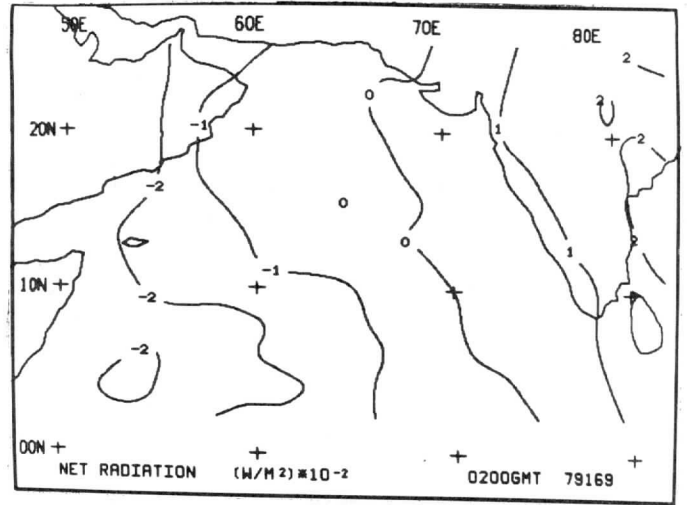 50E 60E 70E 80E
2
0 2
20N -1 1 2
-2
0
0 1 2
-1
10N -2
-2
00N
NET RADIATION (W/M²)*10-2 0200GMT 79169